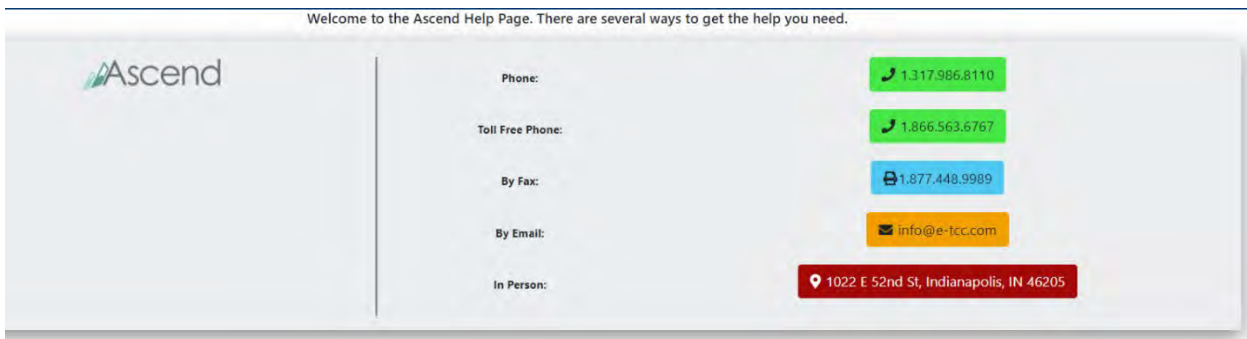 Welcome to the Ascend Help Page. There are several ways to get the help you need.
Ascend
Phone:
1.317.986.8110
Toll Free Phone:
1.866.563.6767
By Fax:
1.877.448.9989
By Email:
info@e-tcc.com
In Person:
1022 E 52nd St, Indianapolis, IN 46205